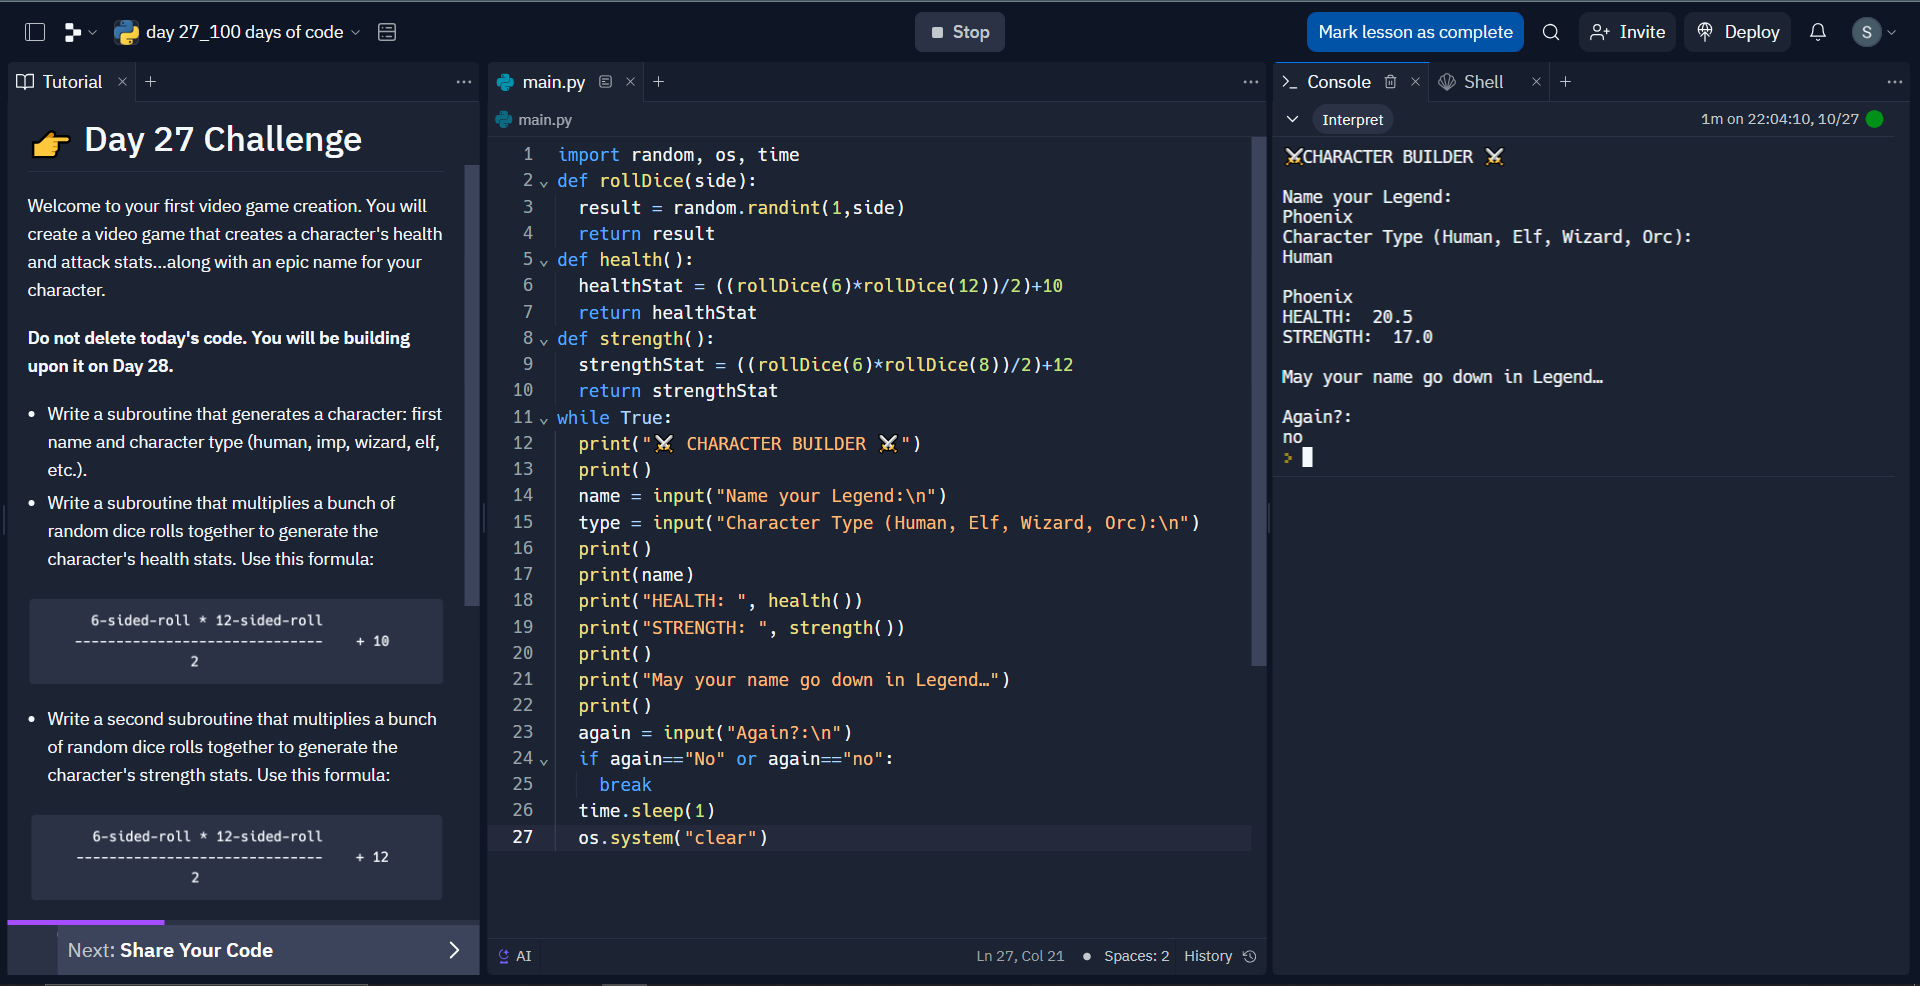 day 27_100 days of code
Stop
Mark lesson as complete
Invite
Deploy
S
Tutorial
👉 Day 27 Challenge
Welcome to your first video game creation. You will
create a video game that creates a character's health
and attack stats...along with an epic name for your
character.
Do not delete today's code. You will be building
upon it on Day 28.
• Write a subroutine that generates a character: first
name and character type (human, imp, wizard, elf,
etc.).
• Write a subroutine that multiplies a bunch of
random dice rolls together to generate the
character's health stats. Use this formula:
6-sided-roll * 12-sided-roll
------------------------------ + 10
2
• Write a second subroutine that multiplies a bunch
of random dice rolls together to generate the
character's strength stats. Use this formula:
6-sided-roll * 12-sided-roll
------------------------------ + 12
2
Next: Share Your Code
main.py
main.py
1 import random, os, time
2 def rollDice(side):
3   result = random.randint(1,side)
4   return result
5 def health():
6   healthStat = ((rollDice(6)*rollDice(12))/2)+10
7   return healthStat
8 def strength():
9   strengthStat = ((rollDice(6)*rollDice(8))/2)+12
10   return strengthStat
11 while True:
12   print("⚔️ CHARACTER BUILDER ⚔️")
13   print()
14   name = input("Name your Legend:\n")
15   type = input("Character Type (Human, Elf, Wizard, Orc):\n")
16   print()
17   print(name)
18   print("HEALTH: ", health())
19   print("STRENGTH: ", strength())
20   print()
21   print("May your name go down in Legend…")
22   print()
23   again = input("Again?:\n")
24   if again=="No" or again=="no":
25     break
26   time.sleep(1)
27   os.system("clear")
AI
Ln 27, Col 21 • Spaces: 2 History
Console
Shell
Interpret
1m on 22:04:10, 10/27
⚔️CHARACTER BUILDER ⚔️
Name your Legend:
Phoenix
Character Type (Human, Elf, Wizard, Orc):
Human
Phoenix
HEALTH:  20.5
STRENGTH:  17.0
May your name go down in Legend…
Again?:
no